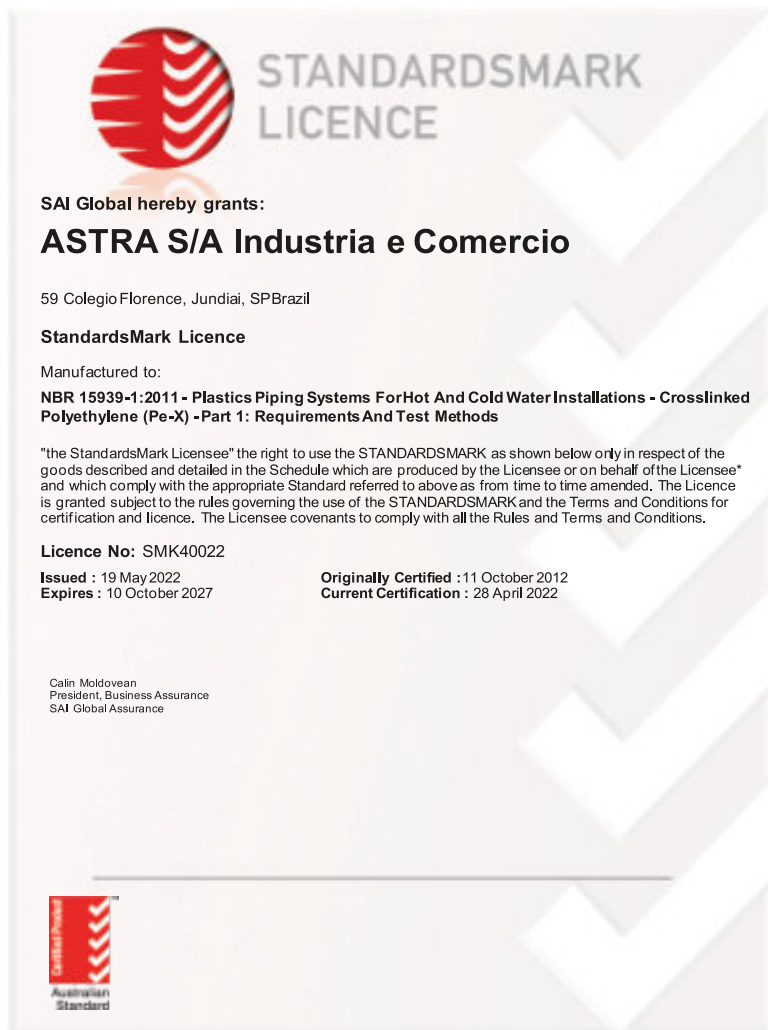 STANDARDSMARK
LICENCE
SAI Global hereby grants:
ASTRA S/A Industria e Comercio
59 Colegio Florence, Jundiai, SPBrazil
StandardsMark Licence
Manufactured to:
NBR 15939-1:2011 - Plastics Piping Systems ForHot And Cold Water Installations - Crosslinked
Polyethylene (Pe-X) -Part 1: Requirements And Test Methods
"the StandardsMark Licensee" the right to use the STANDARDSMARK as shown below only in respect of the
goods described and detailed in the Schedule which are produced by the Licensee or on behalf of the Licensee*
and which comply with the appropriate Standard referred to above as from time to time amended. The Licence
is granted subject to the rules governing the use of the STANDARDSMARK and the Terms and Conditions for
certification and licence. The Licensee covenants to comply with all the Rules and Terms and Conditions.
Licence No: SMK40022
Issued : 19 May 2022 Originally Certified : 11 October 2012
Expires : 10 October 2027 Current Certification : 28 April 2022
Calin Moldovean
President, Business Assurance
SAI Global Assurance
Certified Product
TM
Australian
Standard